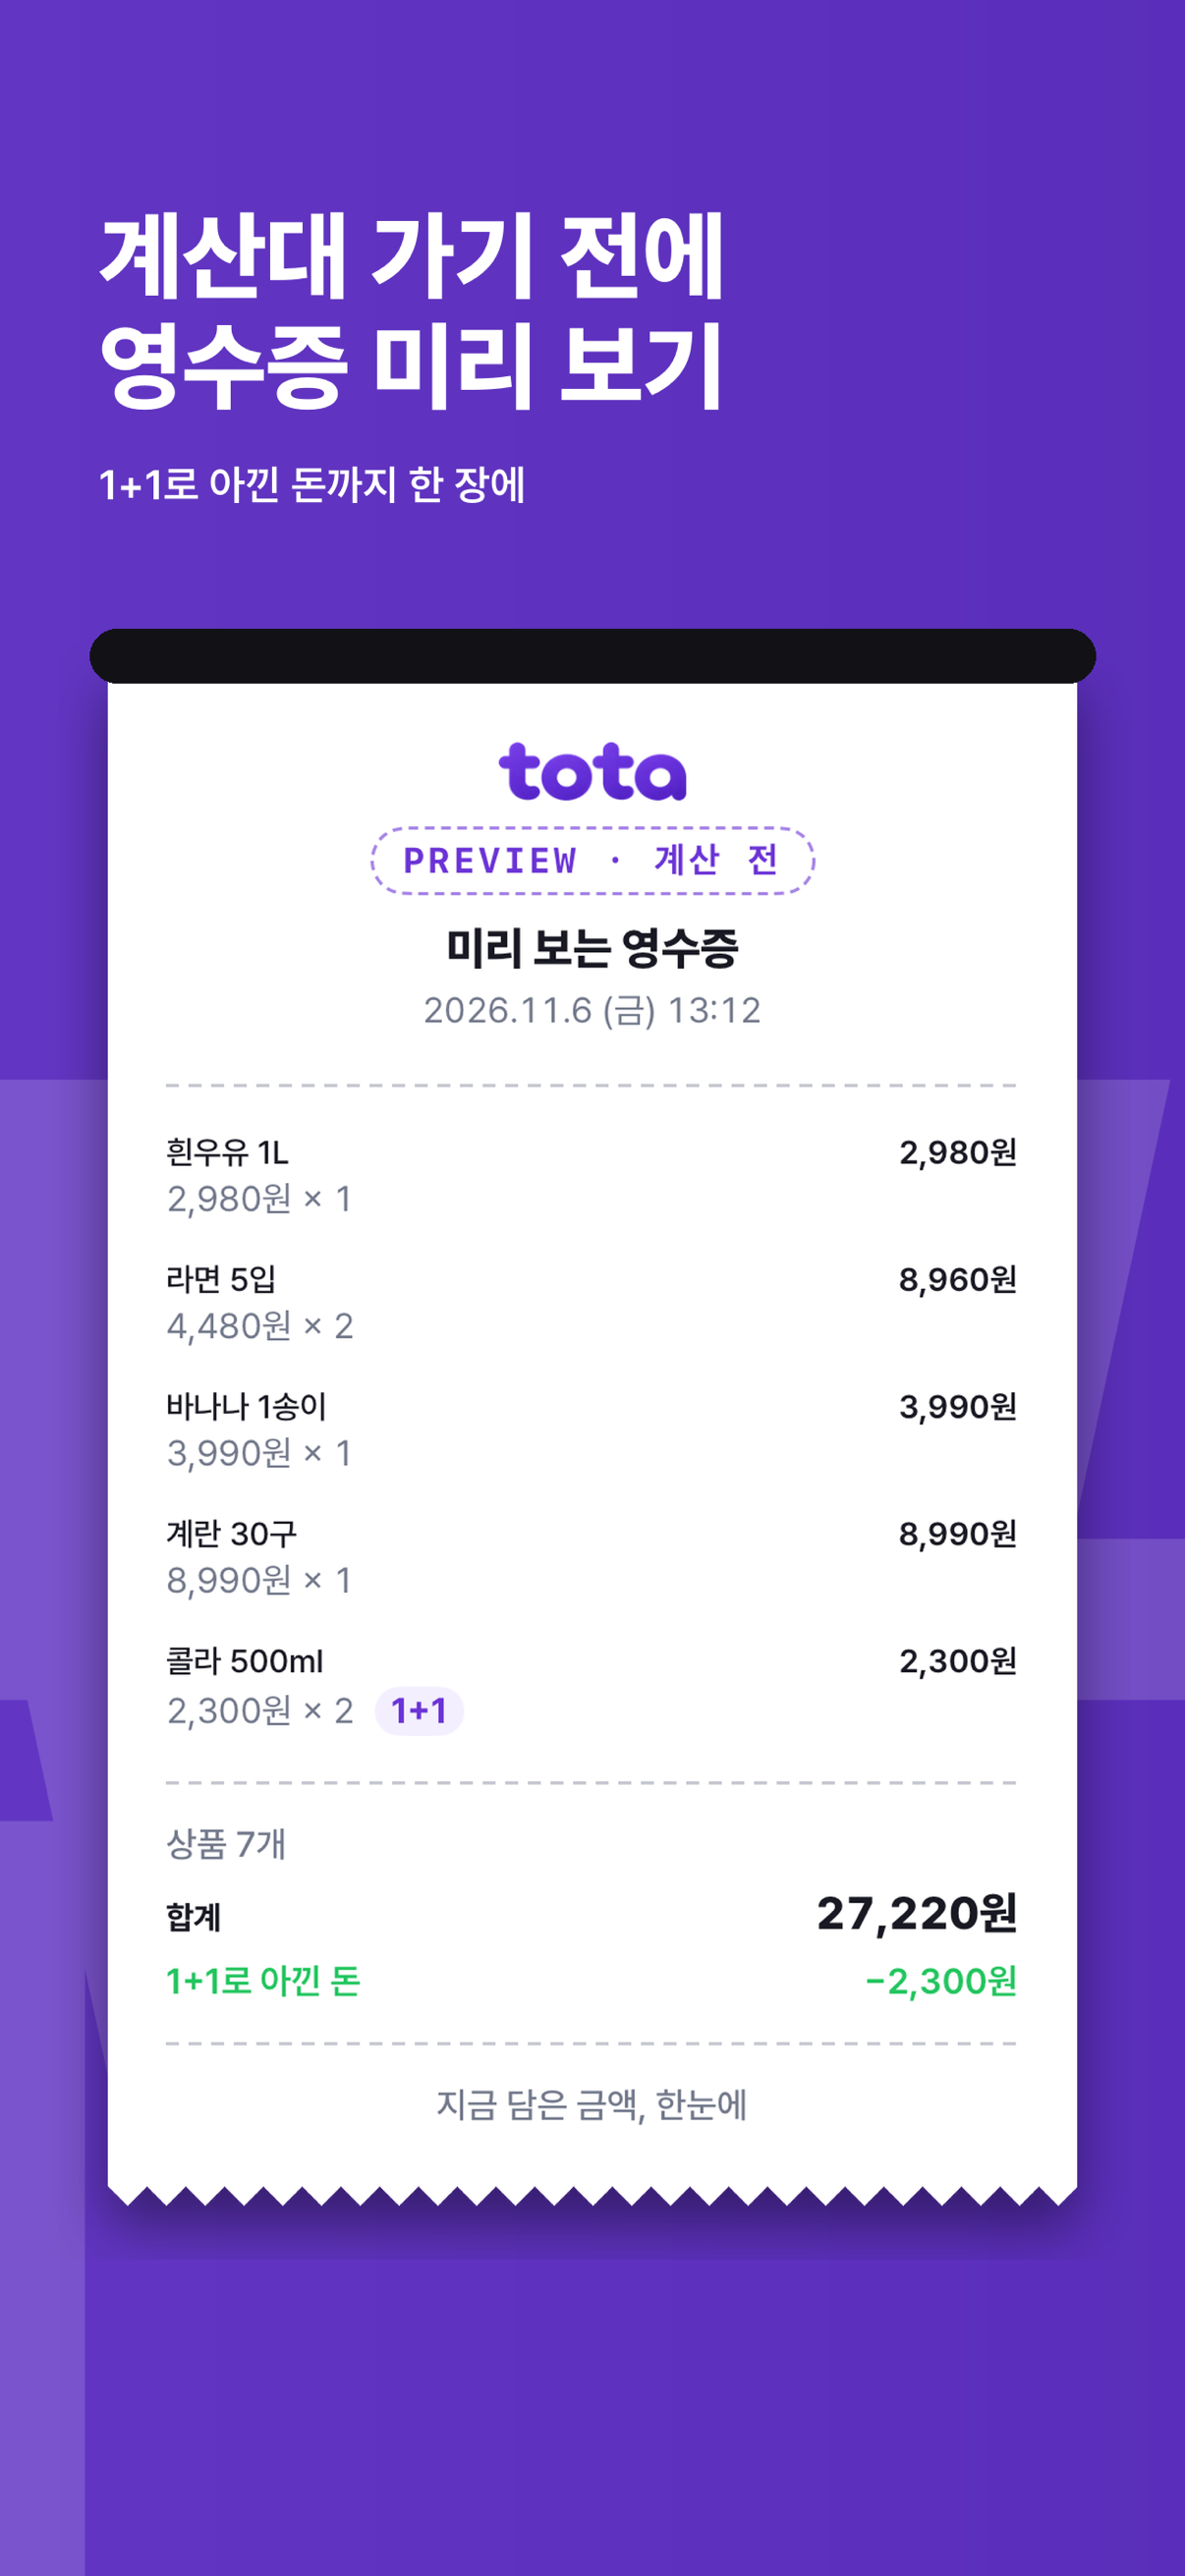 계산대 가기 전에
영수증 미리 보기
1+1로 아낀 돈까지 한 장에
tota
PREVIEW · 계산 전
미리 보는 영수증
2026.11.6 (금) 13:12
흰우유 1L 2,980원
2,980원 × 1
라면 5입 8,960원
4,480원 × 2
바나나 1송이 3,990원
3,990원 × 1
계란 30구 8,990원
8,990원 × 1
콜라 500ml 2,300원
2,300원 × 2 1+1
상품 7개
합계 27,220원
1+1로 아낀 돈 −2,300원
지금 담은 금액, 한눈에